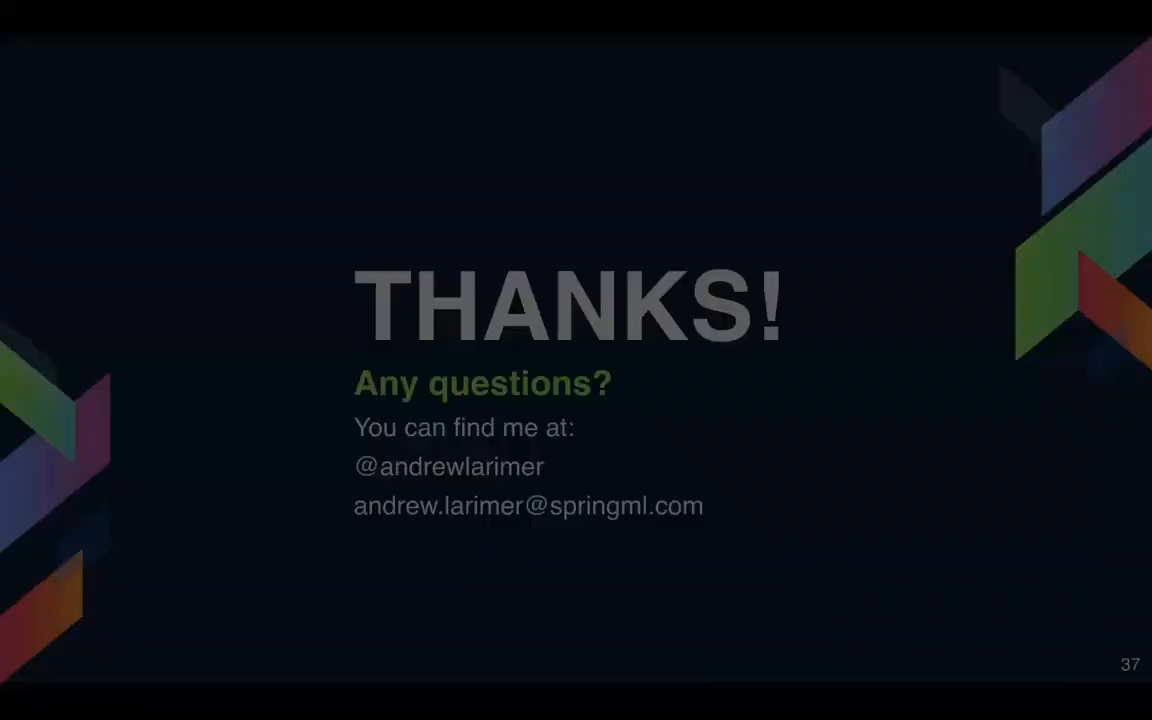 THANKS!
Any questions?
You can find me at:
@andrewlarimer
andrew.larimer@springml.com
37